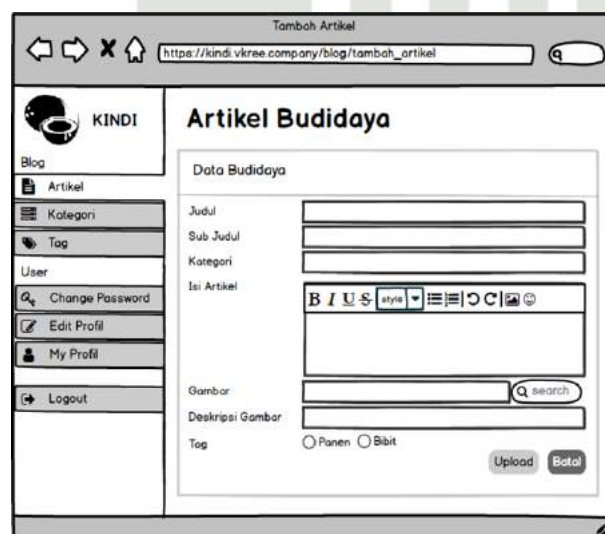 Tambah Artikel
https://kindi.vkree.company/blog/tambah_artikel
KINDI
Blog
Artikel
Kategori
Tag
User
Change Password
Edit Profil
My Profil
Logout
Artikel Budidaya
Data Budidaya
Judul
Sub Judul
Kategori
Isi Artikel
B I U S style
Gambar
search
Deskripsi Gambar
Tag
Panen Bibit
Upload Batal